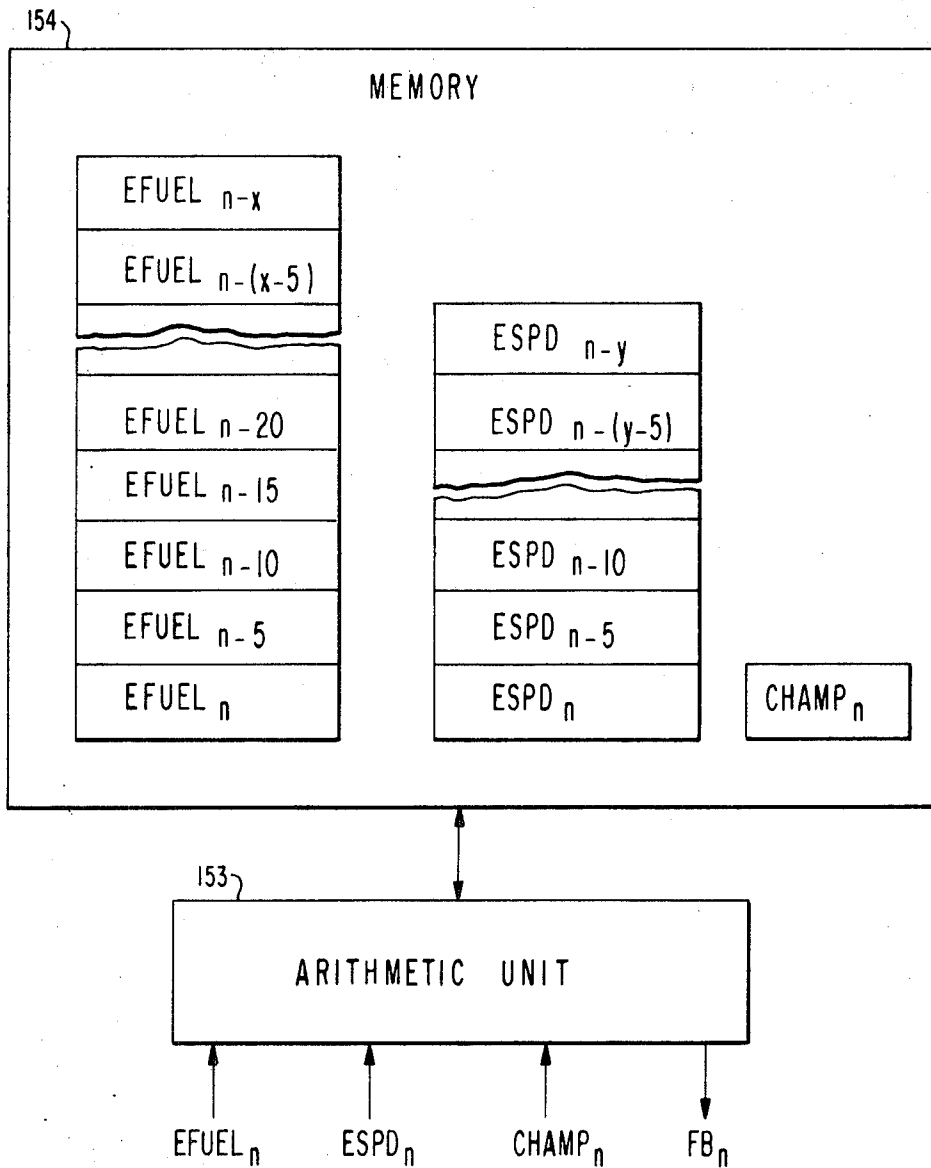 154
MEMORY
EFUEL n-x
EFUEL n-(x-5)
EFUEL n-20
EFUEL n-15
EFUEL n-10
EFUEL n-5
EFUEL n
ESPD n-y
ESPD n-(y-5)
ESPD n-10
ESPD n-5
ESPD n
CHAMP n
153
ARITHMETIC UNIT
EFUEL n
ESPD n
CHAMP n
FB n